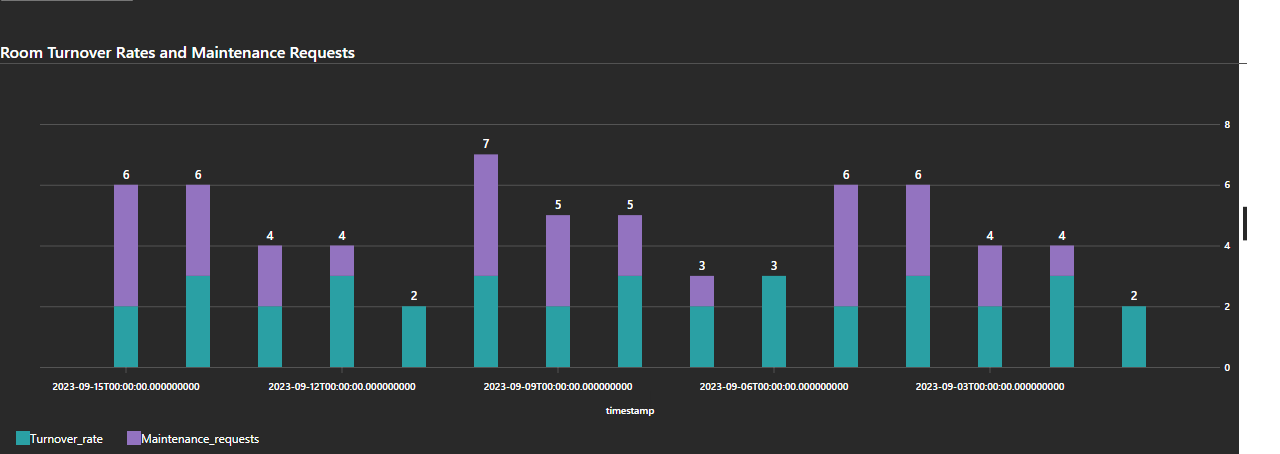 Room Turnover Rates and Maintenance Requests
8
7
6 6 6 6 6
5 5
4 4 4 4 4
3 3
2 2 2
0
2023-09-15T00:00:00.000000000 2023-09-12T00:00:00.000000000 2023-09-09T00:00:00.000000000 2023-09-06T00:00:00.000000000 2023-09-03T00:00:00.000000000
timestamp
Turnover_rate Maintenance_requests